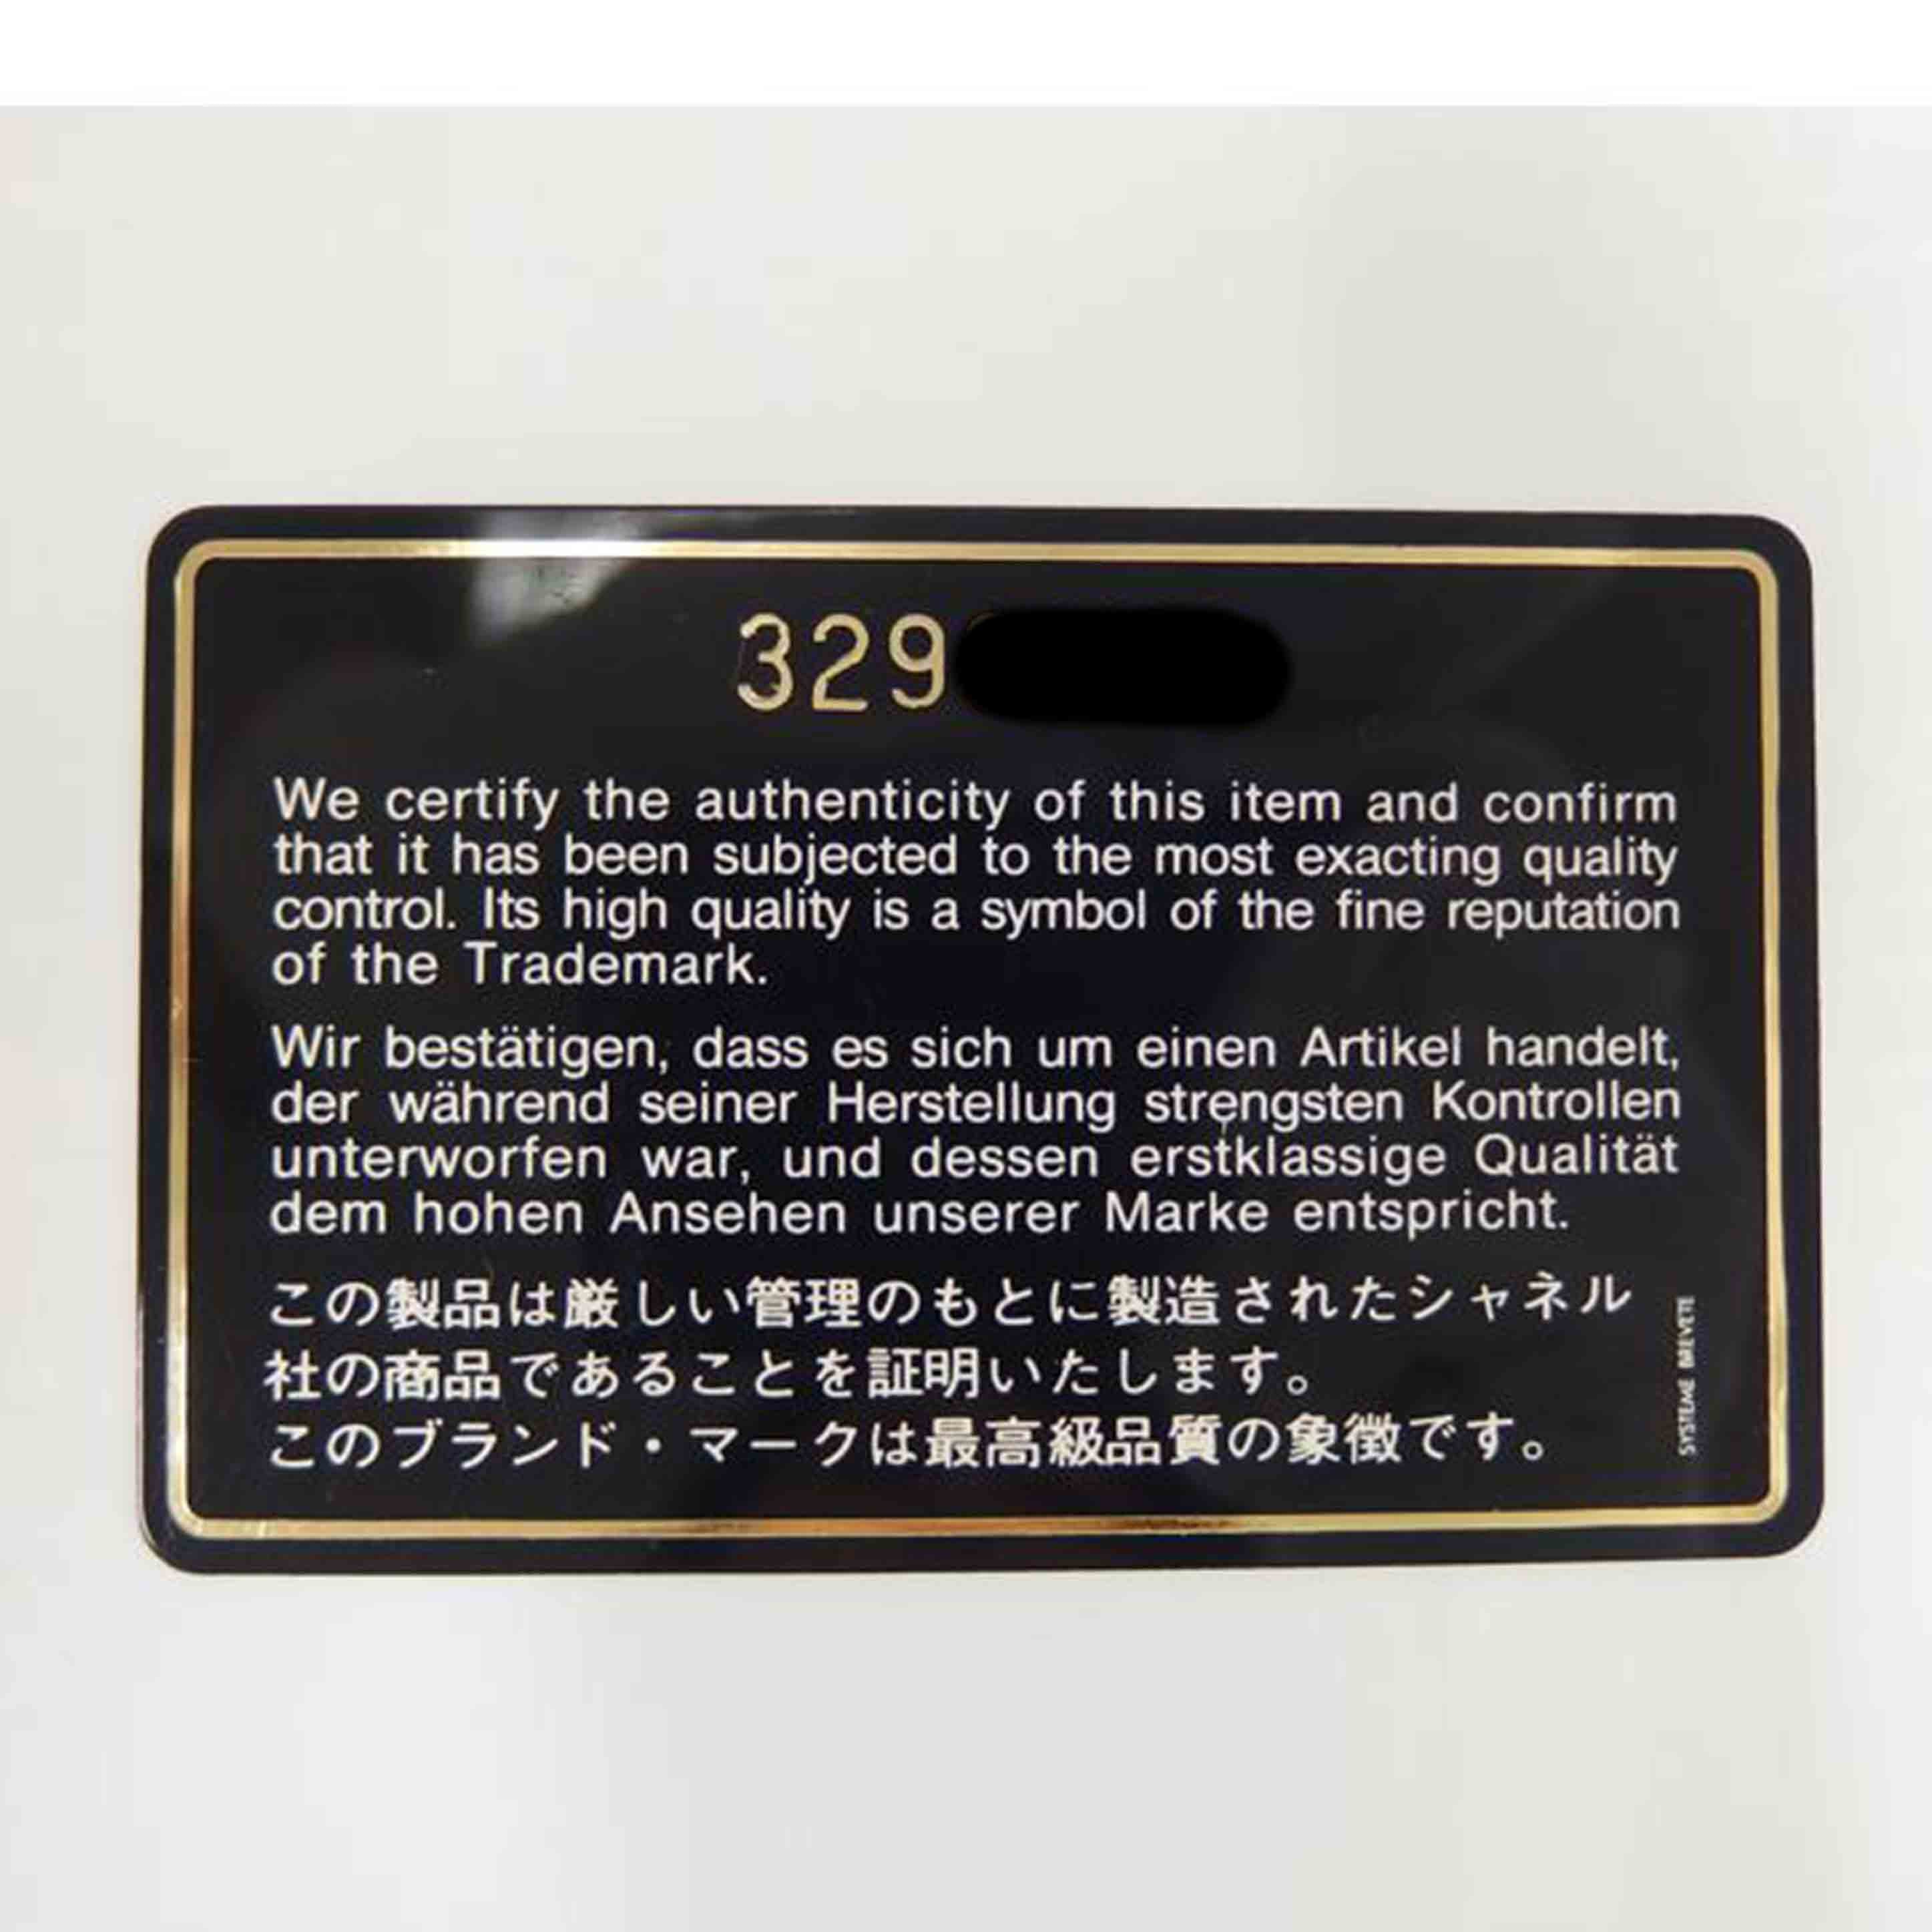 329
We certify the authenticity of this item and confirm
that it has been subjected to the most exacting quality
control. Its high quality is a symbol of the fine reputation
of the Trademark.
Wir bestätigen, dass es sich um einen Artikel handelt,
der während seiner Herstellung strengsten Kontrollen
unterworfen war, und dessen erstklassige Qualität
dem hohen Ansehen unserer Marke entspricht.
この製品は厳しい管理のもとに製造されたシャネル
社の商品であることを証明いたします。
このブランド・マークは最高級品質の象徴です。
SYSTEME BREVETE